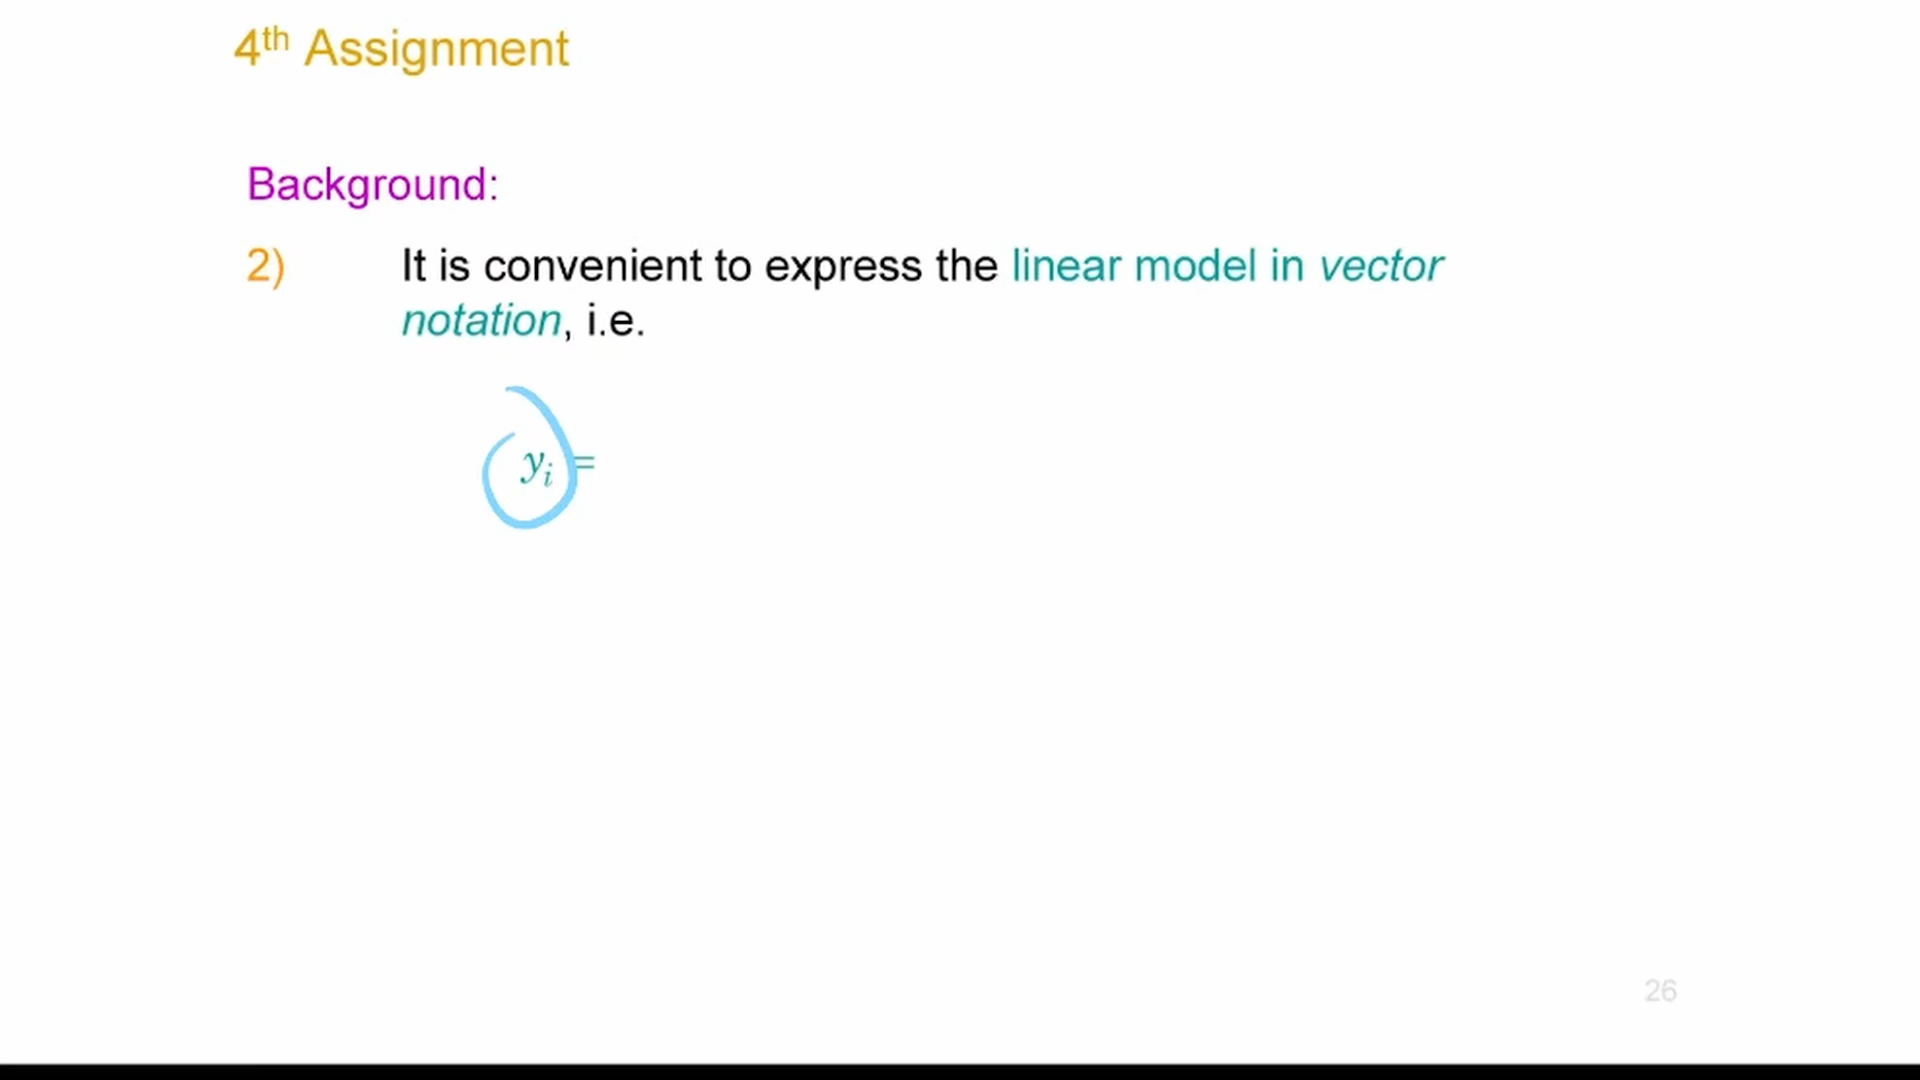 4th Assignment
Background:
2) It is convenient to express the linear model in vector
notation, i.e.
yi =
26